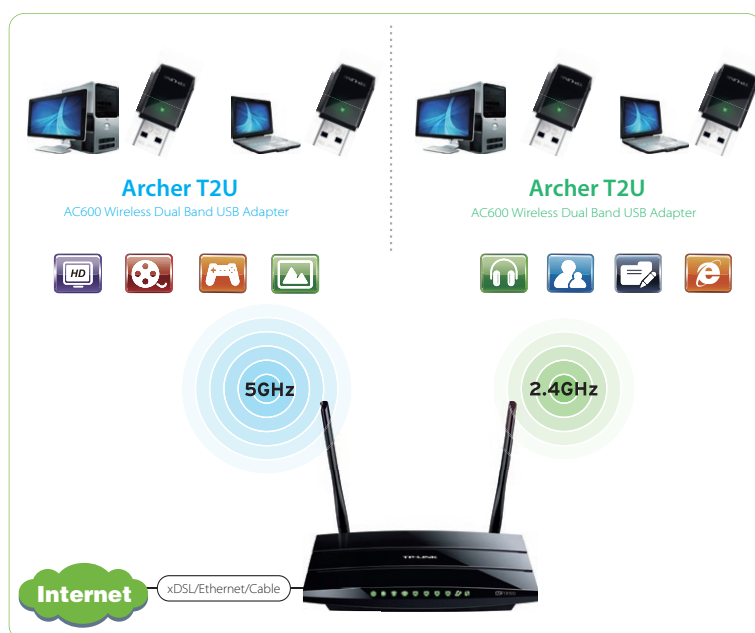 Archer T2U
AC600 Wireless Dual Band USB Adapter
Archer T2U
AC600 Wireless Dual Band USB Adapter
HD
5GHz
2.4GHz
TP-LINK
Internet
xDSL/Ethernet/Cable